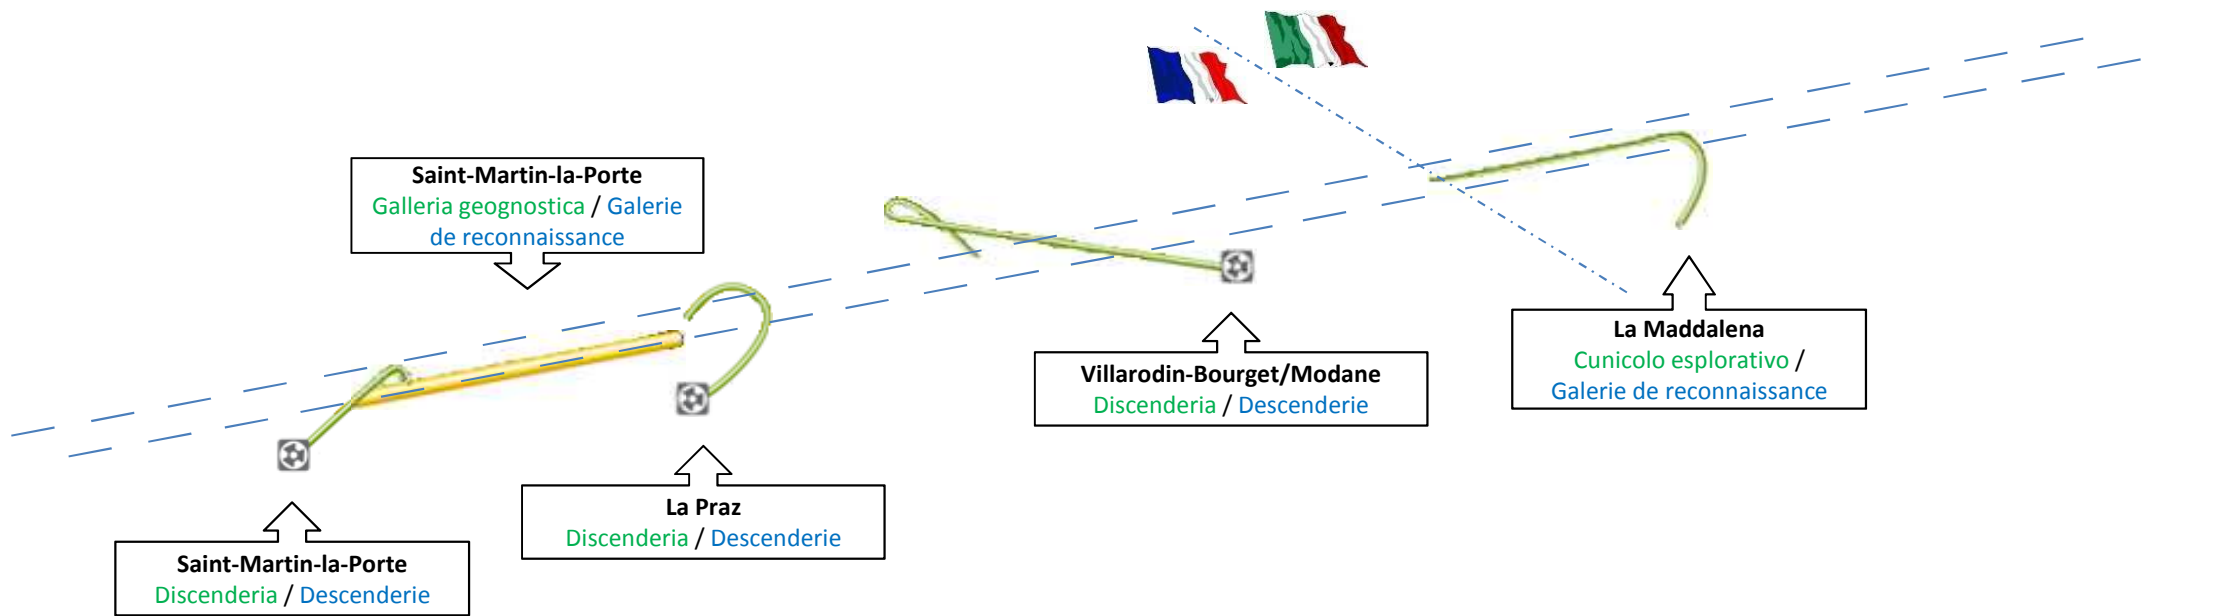 Saint-Martin-la-Porte
Galleria geognostica / Galerie
de reconnaissance
Saint-Martin-la-Porte
Discenderia / Descenderie
La Praz
Discenderia / Descenderie
Villarodin-Bourget/Modane
Discenderia / Descenderie
La Maddalena
Cunicolo esplorativo /
Galerie de reconnaissance